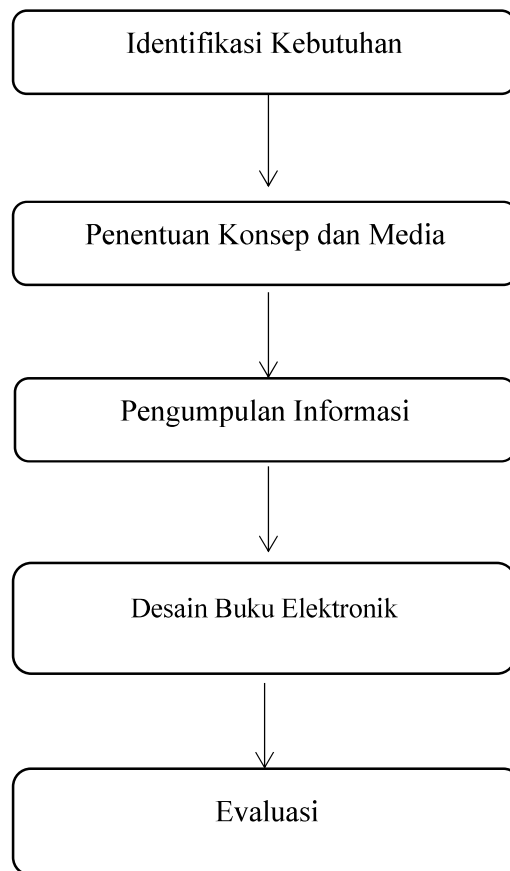 Identifikasi Kebutuhan
Penentuan Konsep dan Media
Pengumpulan Informasi
Desain Buku Elektronik
Evaluasi